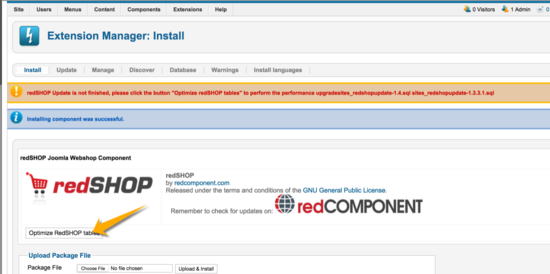 Site Users Menus Content Components Extensions Help 0 Visitors 1 Admin 0
Extension Manager: Install
Install Update Manage Discover Database Warnings Install languages
redSHOP Update is not finished, please click the button "Optimize redSHOP tables" to perform the performance upgradesites_redshopupdate-1.4.sql sites_redshopupdate-1.3.3.1.sql
Installing component was successful.
redSHOP Joomla Webshop Component
redSHOP
redSHOP
by redcomponent.com
Released under the terms and conditions of the GNU General Public License.
Remember to check for updates on: redCOMPONENT
Optimize RedSHOP tables
Upload Package File
Package File Choose File No file chosen Upload & Install